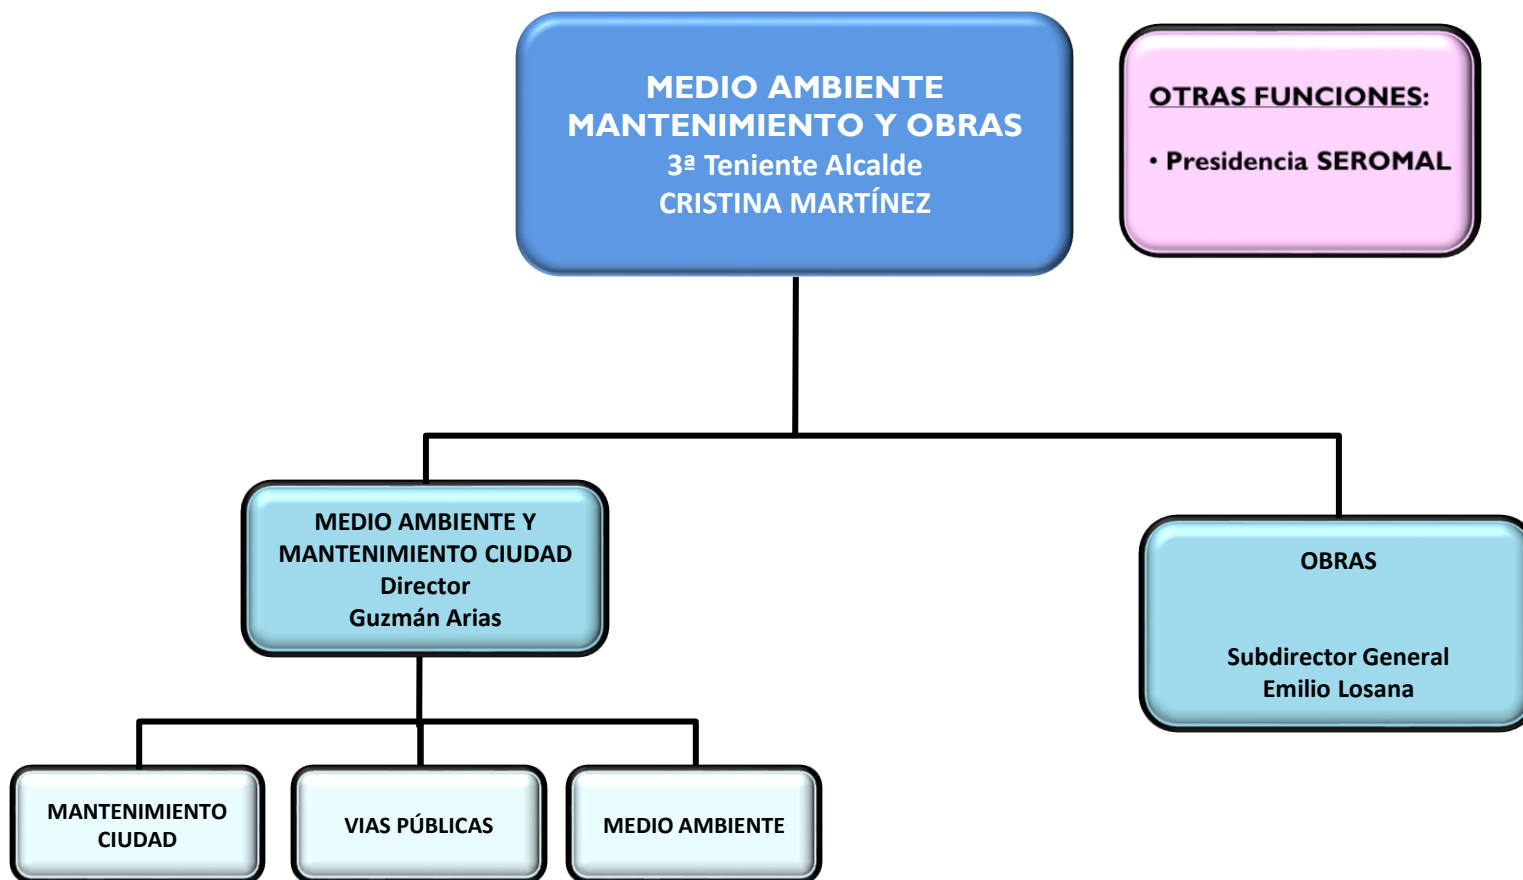 MEDIO AMBIENTE
MANTENIMIENTO Y OBRAS
3ª Teniente Alcalde
CRISTINA MARTÍNEZ
OTRAS FUNCIONES:
• Presidencia SEROMAL
MEDIO AMBIENTE Y
MANTENIMIENTO CIUDAD
Director
Guzmán Arias
OBRAS
Subdirector General
Emilio Losana
MANTENIMIENTO
CIUDAD
VIAS PÚBLICAS
MEDIO AMBIENTE